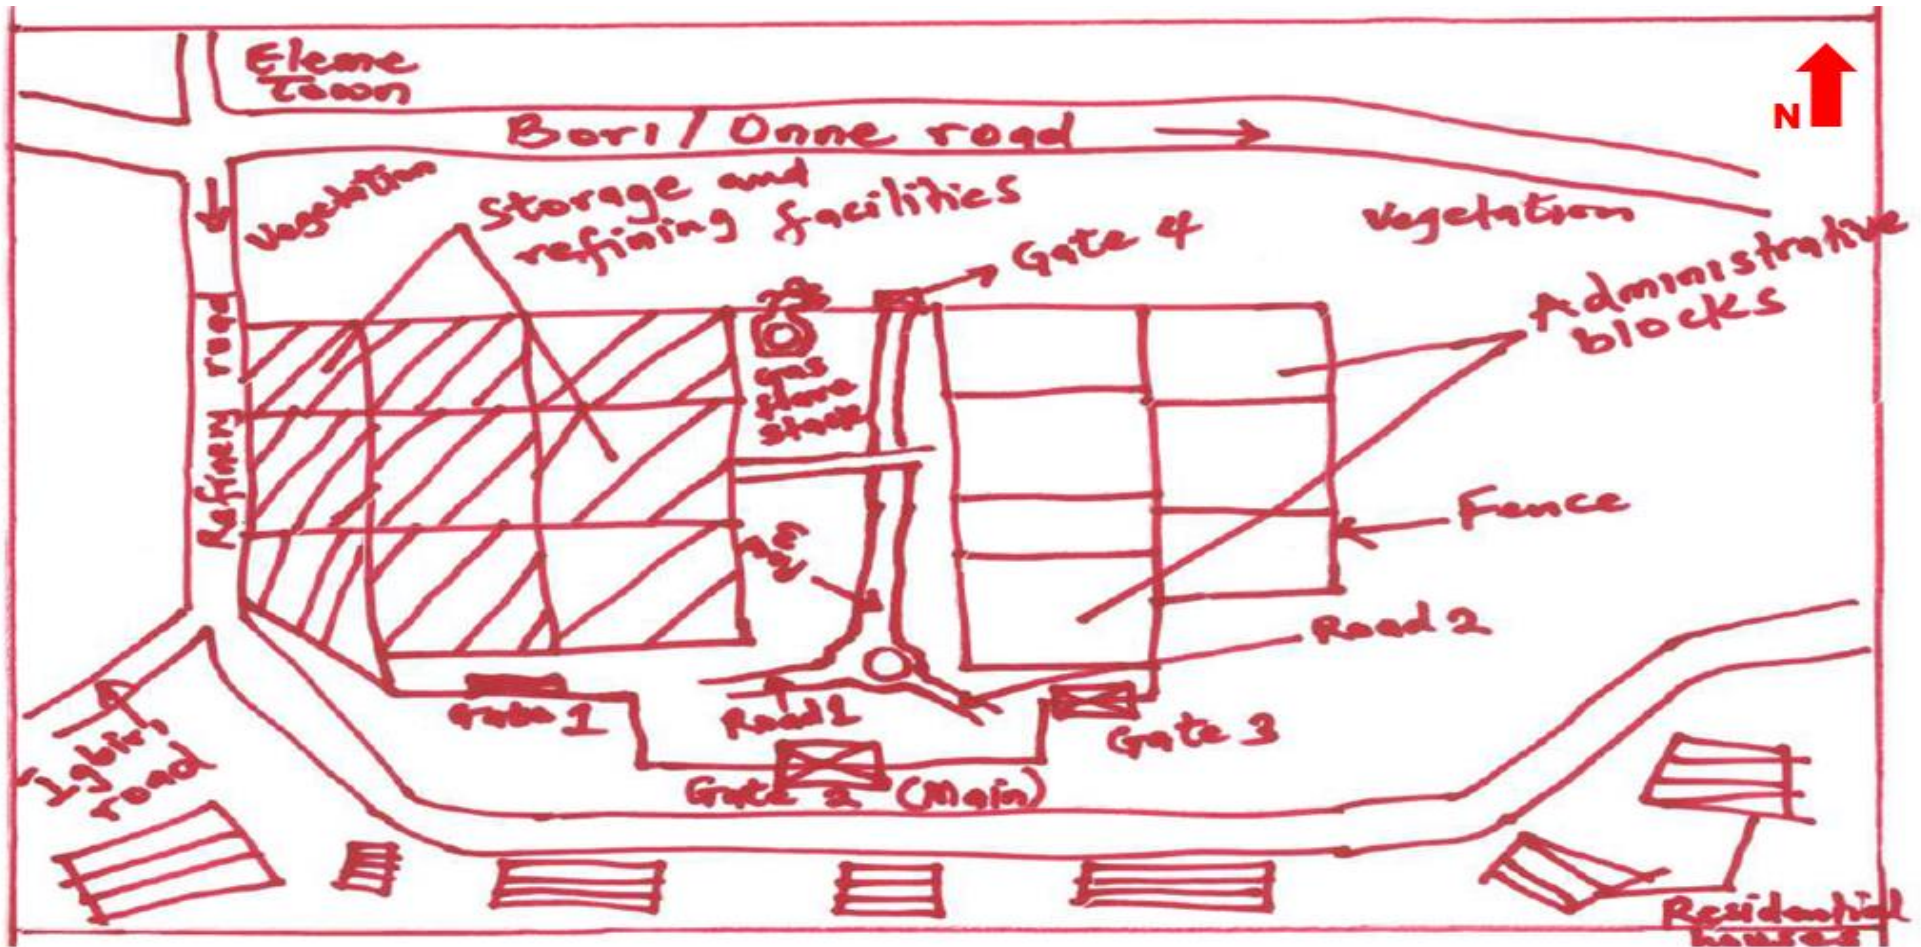 Eleme
Town
N
Bori / Onne road
Vegetation
Storage and
refining facilities
Vegetation
Gate 4
Administrative
blocks
Refinery road
gas
flare
stack
Fence
Road 2
Gate 1
Road 1
Gate 3
Gate 2 (Main)
road
Residential
houses